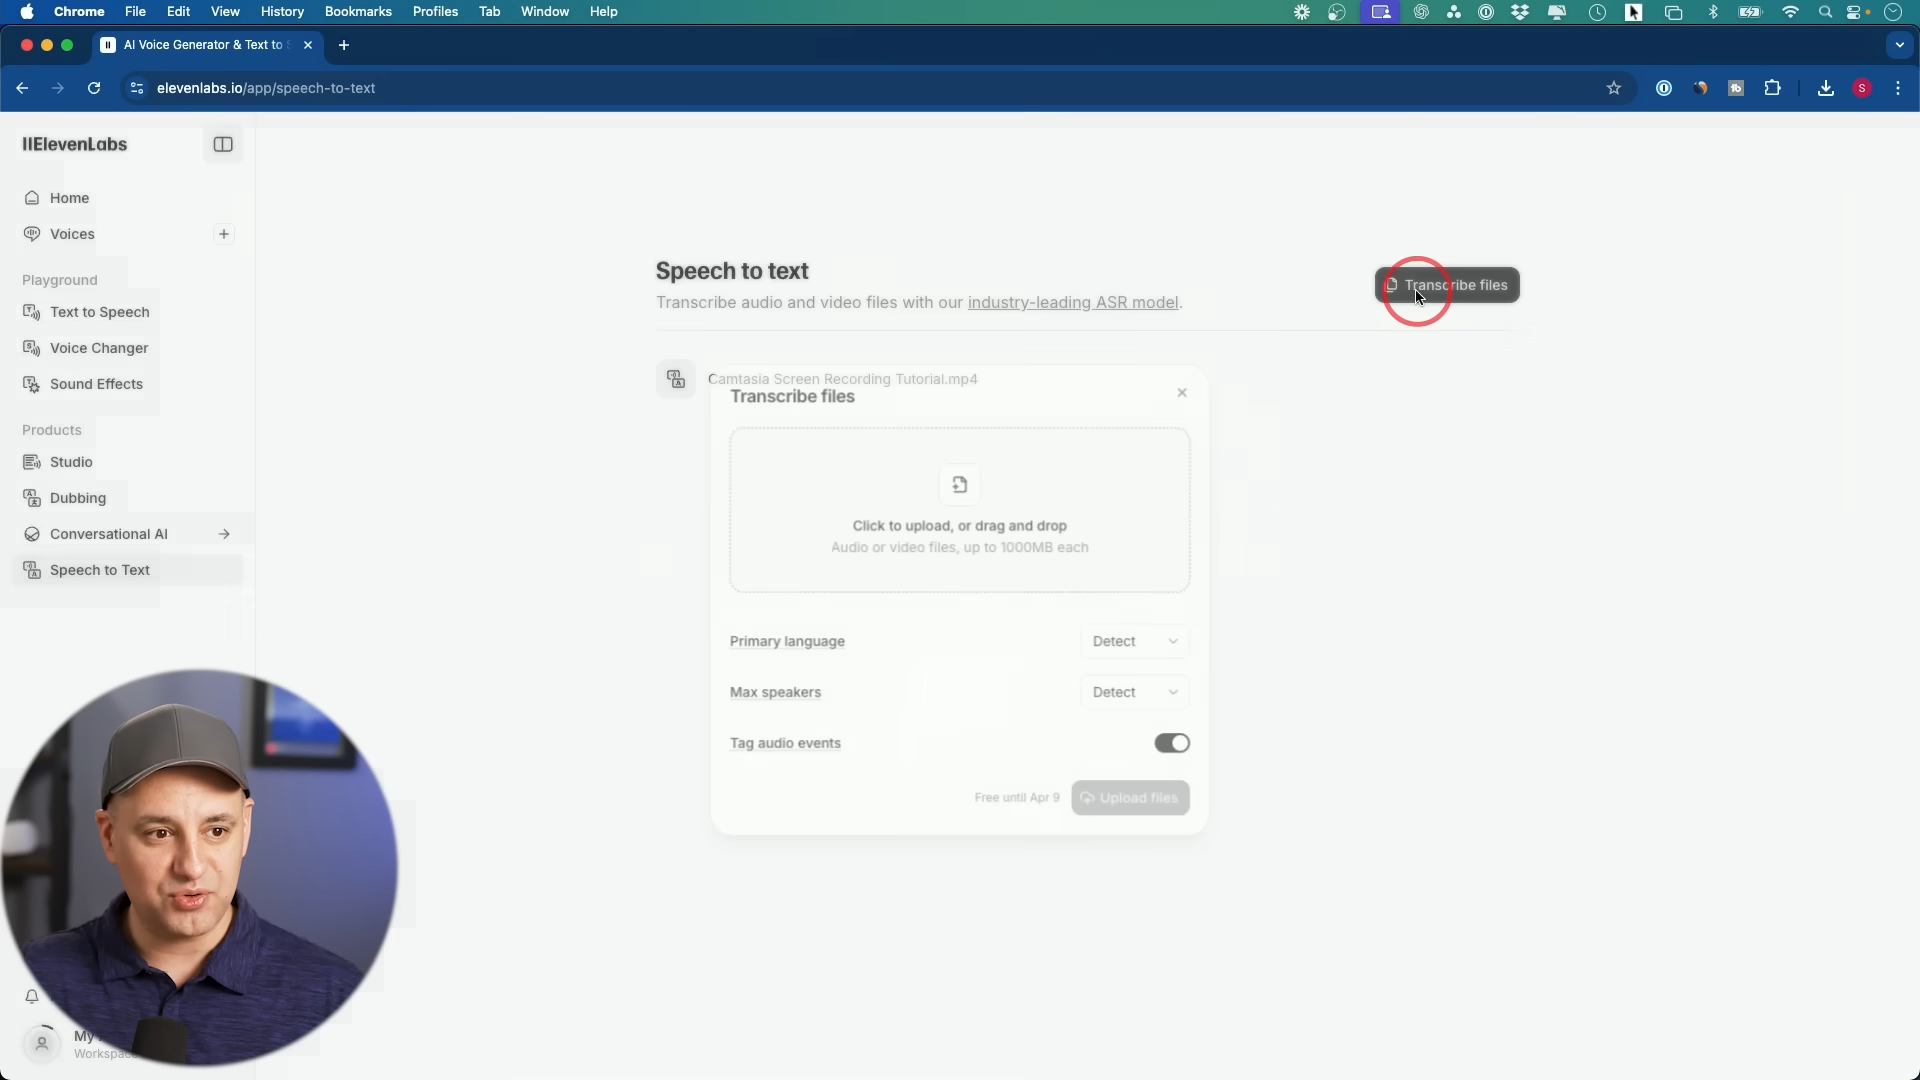 Chrome File Edit View History Bookmarks Profiles Tab Window Help
AI Voice Generator & Text to
elevenlabs.io/app/speech-to-text
S
IIElevenLabs
Home
Voices
Playground
Text to Speech
Voice Changer
Sound Effects
Products
Studio
Dubbing
Conversational AI
Speech to Text
My
Workspace
Speech to text
Transcribe audio and video files with our industry-leading ASR model.
Transcribe files
Camtasia Screen Recording Tutorial.mp4
Transcribe files
Click to upload, or drag and drop
Audio or video files, up to 1000MB each
Primary language
Detect
Max speakers
Detect
Tag audio events
Free until Apr 9
Upload files